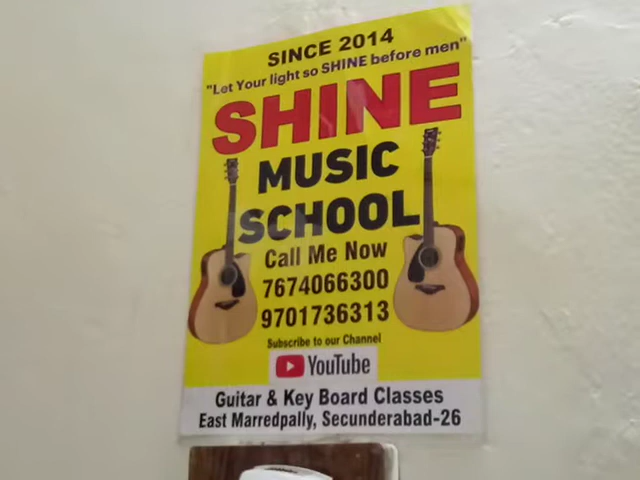 SINCE 2014
"Let Your light so SHINE before men"
SHINE
MUSIC
SCHOOL
Call Me Now
7674066300
9701736313
Subscribe to our Channel
YouTube
Guitar & Key Board Classes
East Marredpally, Secunderabad-26